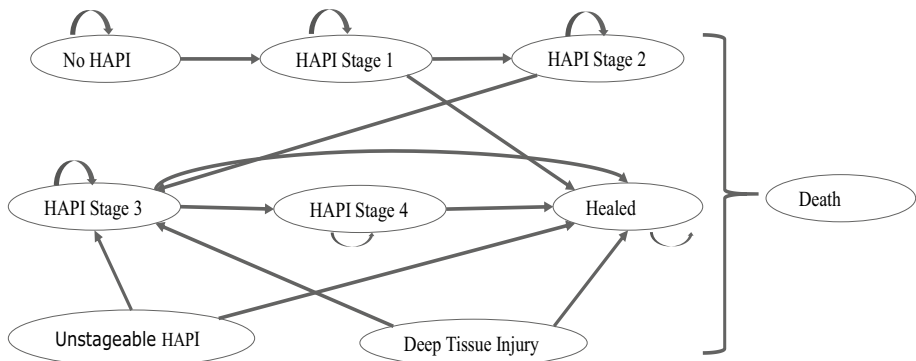 No HAPI
HAPI Stage 1
HAPI Stage 2
HAPI Stage 3
HAPI Stage 4
Healed
Death
Unstageable HAPI
Deep Tissue Injury